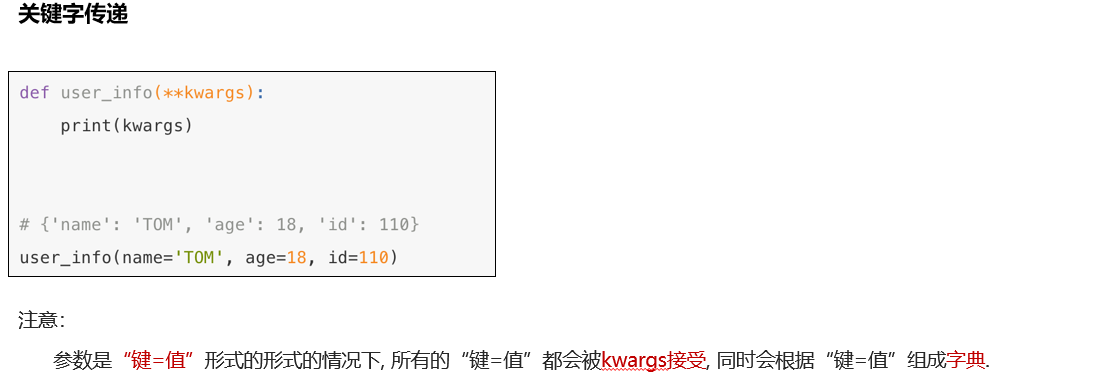 关键字传递
def user_info(**kwargs):
    print(kwargs)
# {'name': 'TOM', 'age': 18, 'id': 110}
user_info(name='TOM', age=18, id=110)
注意：
参数是“键=值”形式的形式的情况下, 所有的“键=值”都会被kwargs接受, 同时会根据“键=值”组成字典.